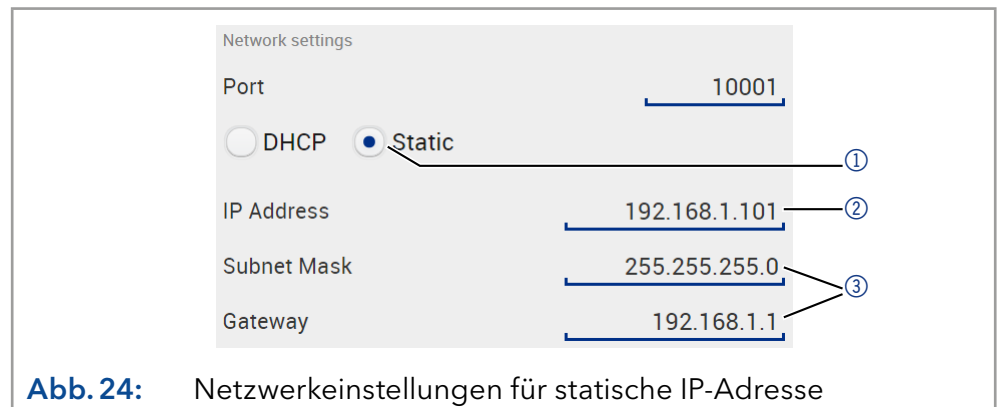 Network settings
Port 10001
DHCP Static
①
IP Address 192.168.1.101 ②
Subnet Mask 255.255.255.0
③
Gateway 192.168.1.1
Abb. 24: Netzwerkeinstellungen für statische IP-Adresse